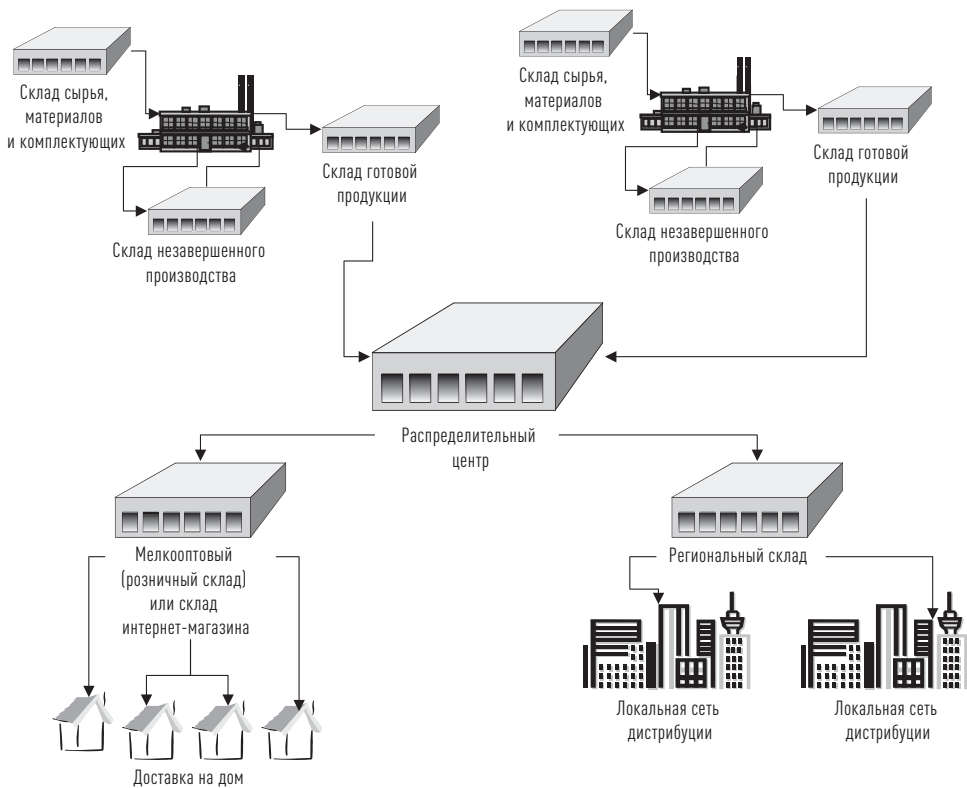 Склад сырья,
материалов
и комплектующих
Склад готовой
продукции
Склад незавершенного
производства
Склад сырья,
материалов
и комплектующих
Склад готовой
продукции
Склад незавершенного
производства
Распределительный
центр
Мелкооптовый
(розничный склад)
или склад
интернет-магазина
Региональный склад
Локальная сеть
дистрибуции
Локальная сеть
дистрибуции
Доставка на дом